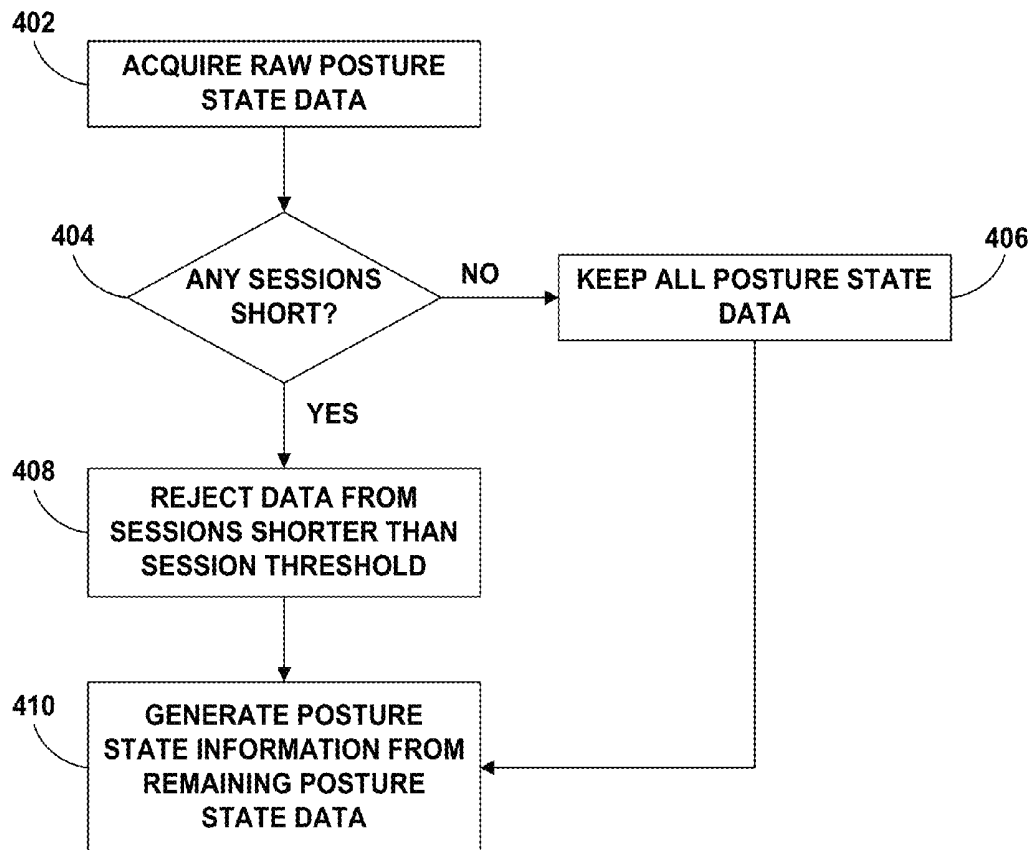 402
ACQUIRE RAW POSTURE
STATE DATA
404
ANY SESSIONS
SHORT?
NO
406
KEEP ALL POSTURE STATE
DATA
YES
408
REJECT DATA FROM
SESSIONS SHORTER THAN
SESSION THRESHOLD
410
GENERATE POSTURE
STATE INFORMATION FROM
REMAINING POSTURE
STATE DATA